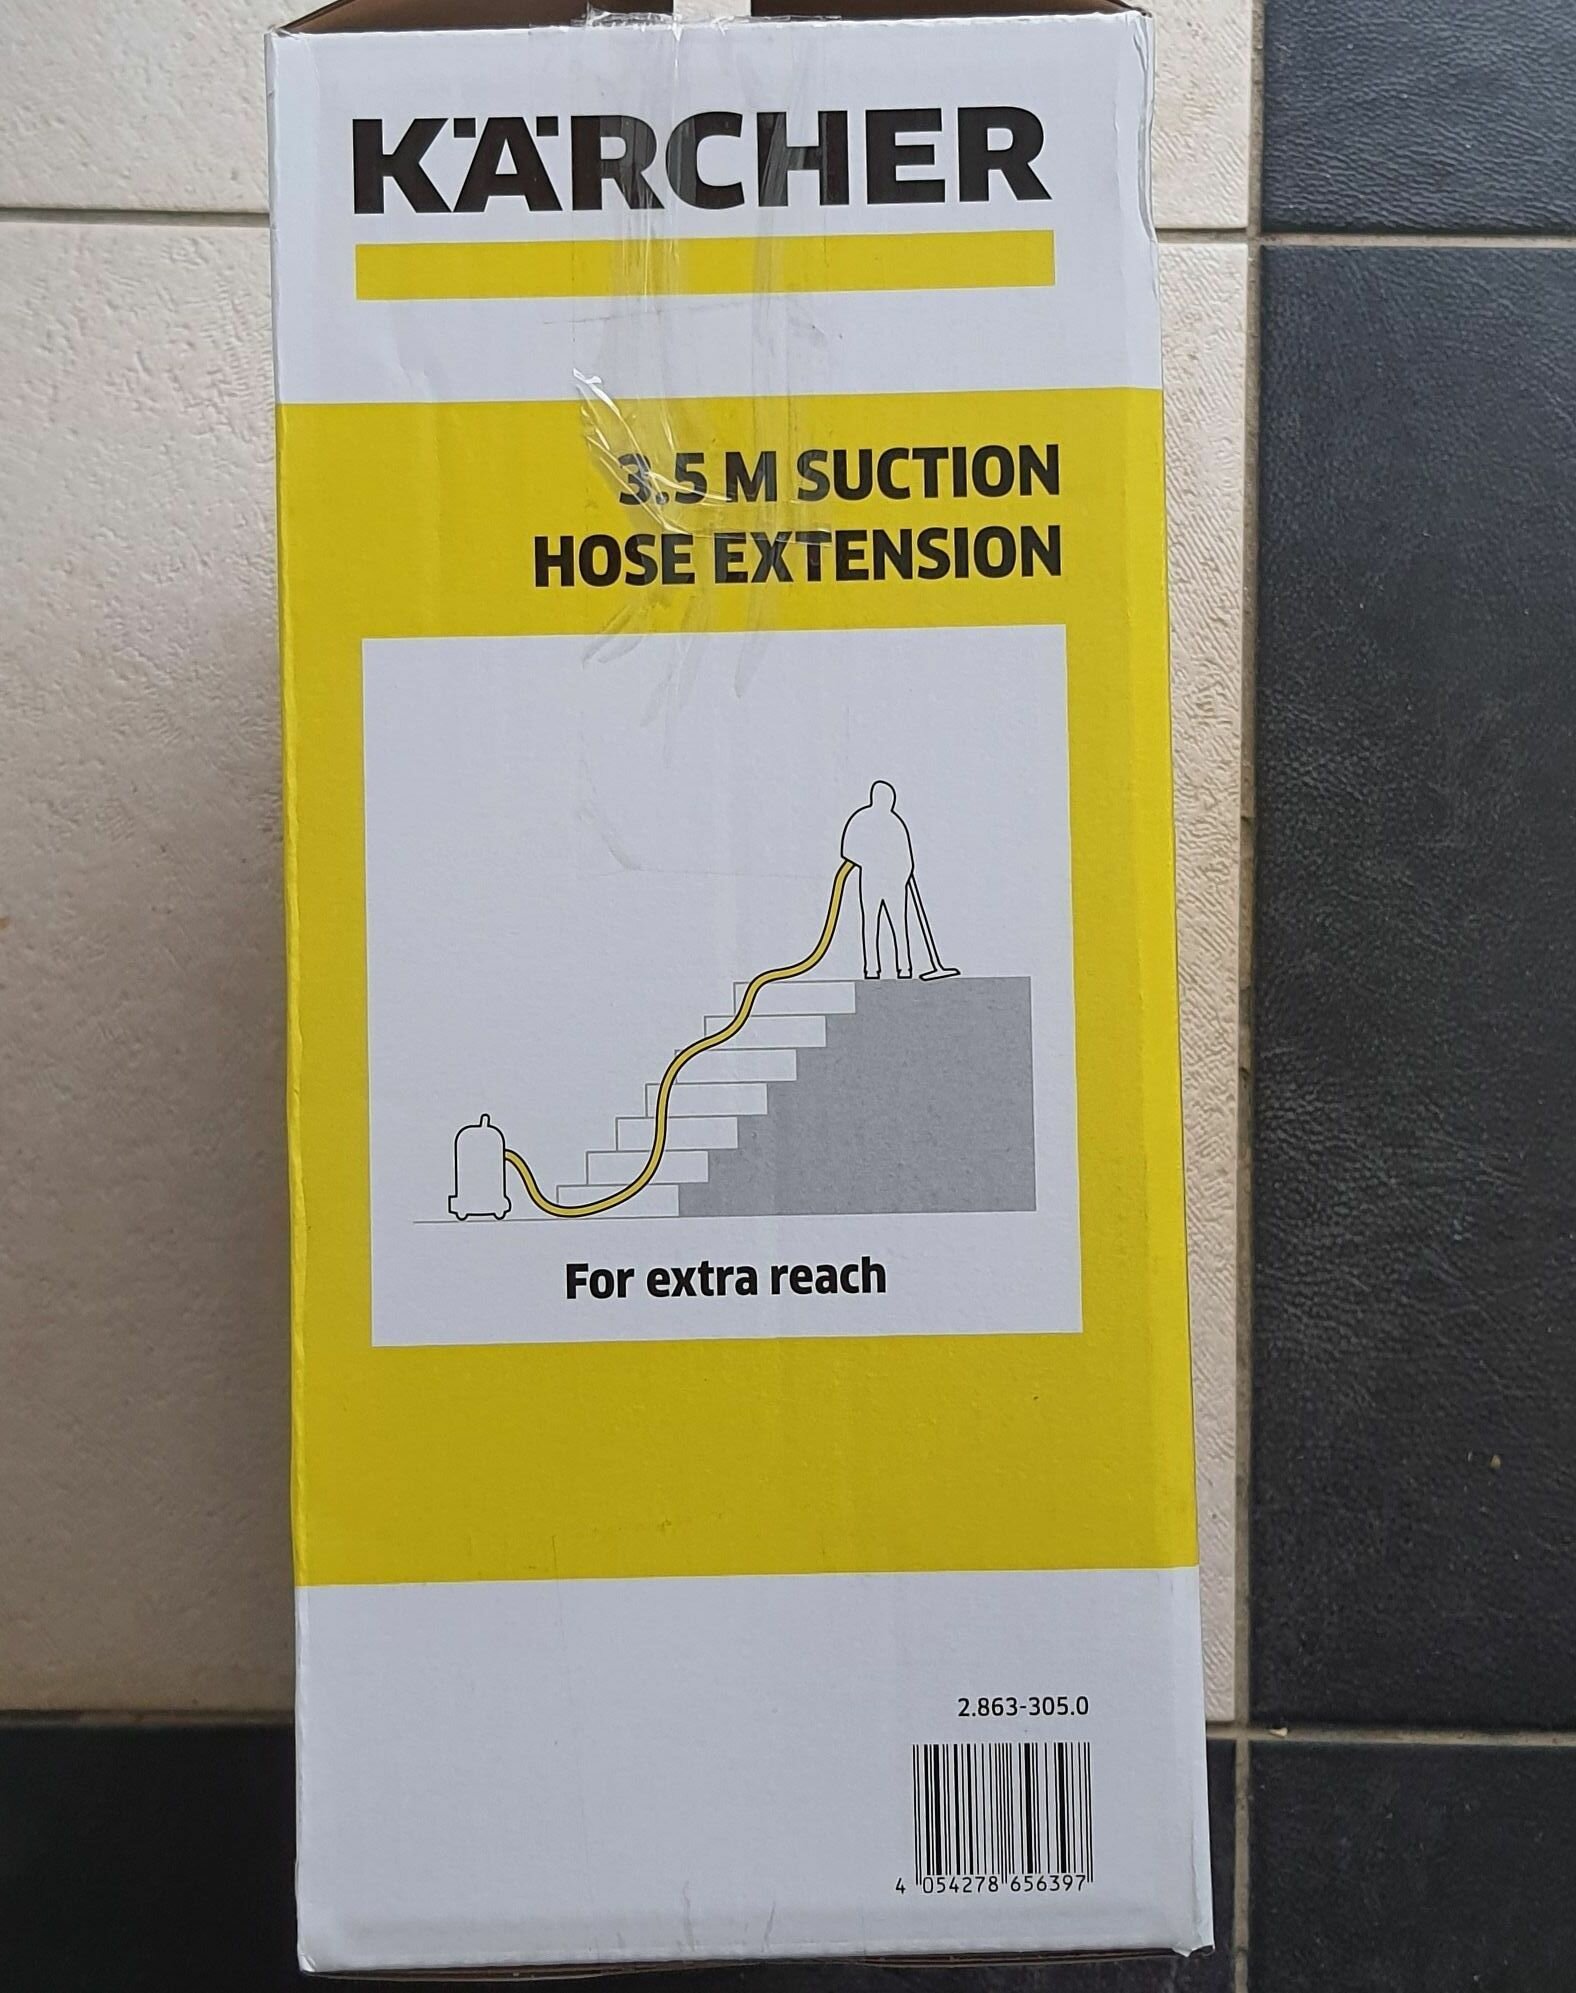 KÄRCHER
3.5 M SUCTION
HOSE EXTENSION
For extra reach
2.863-305.0
4 054278 656397